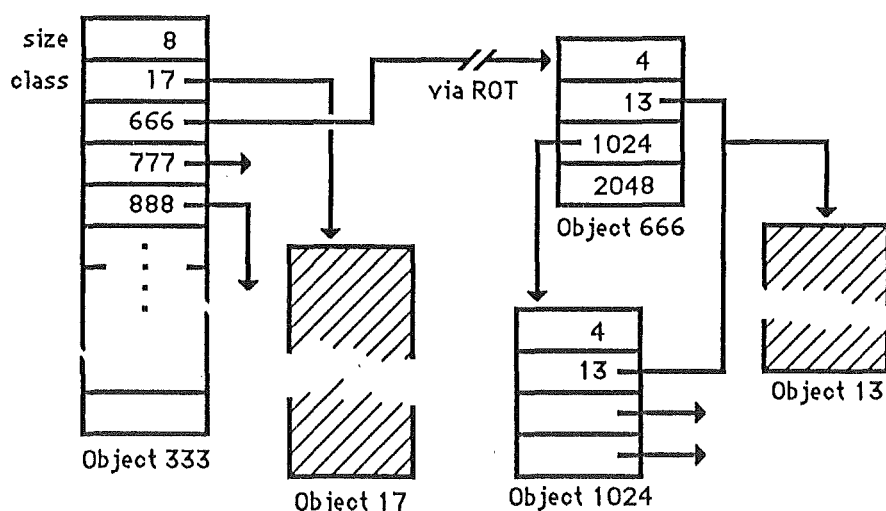 size 8
class 17
666
777
888
Object 333
Object 17
via ROT
4
13
1024
2048
Object 666
4
13
Object 1024
Object 13